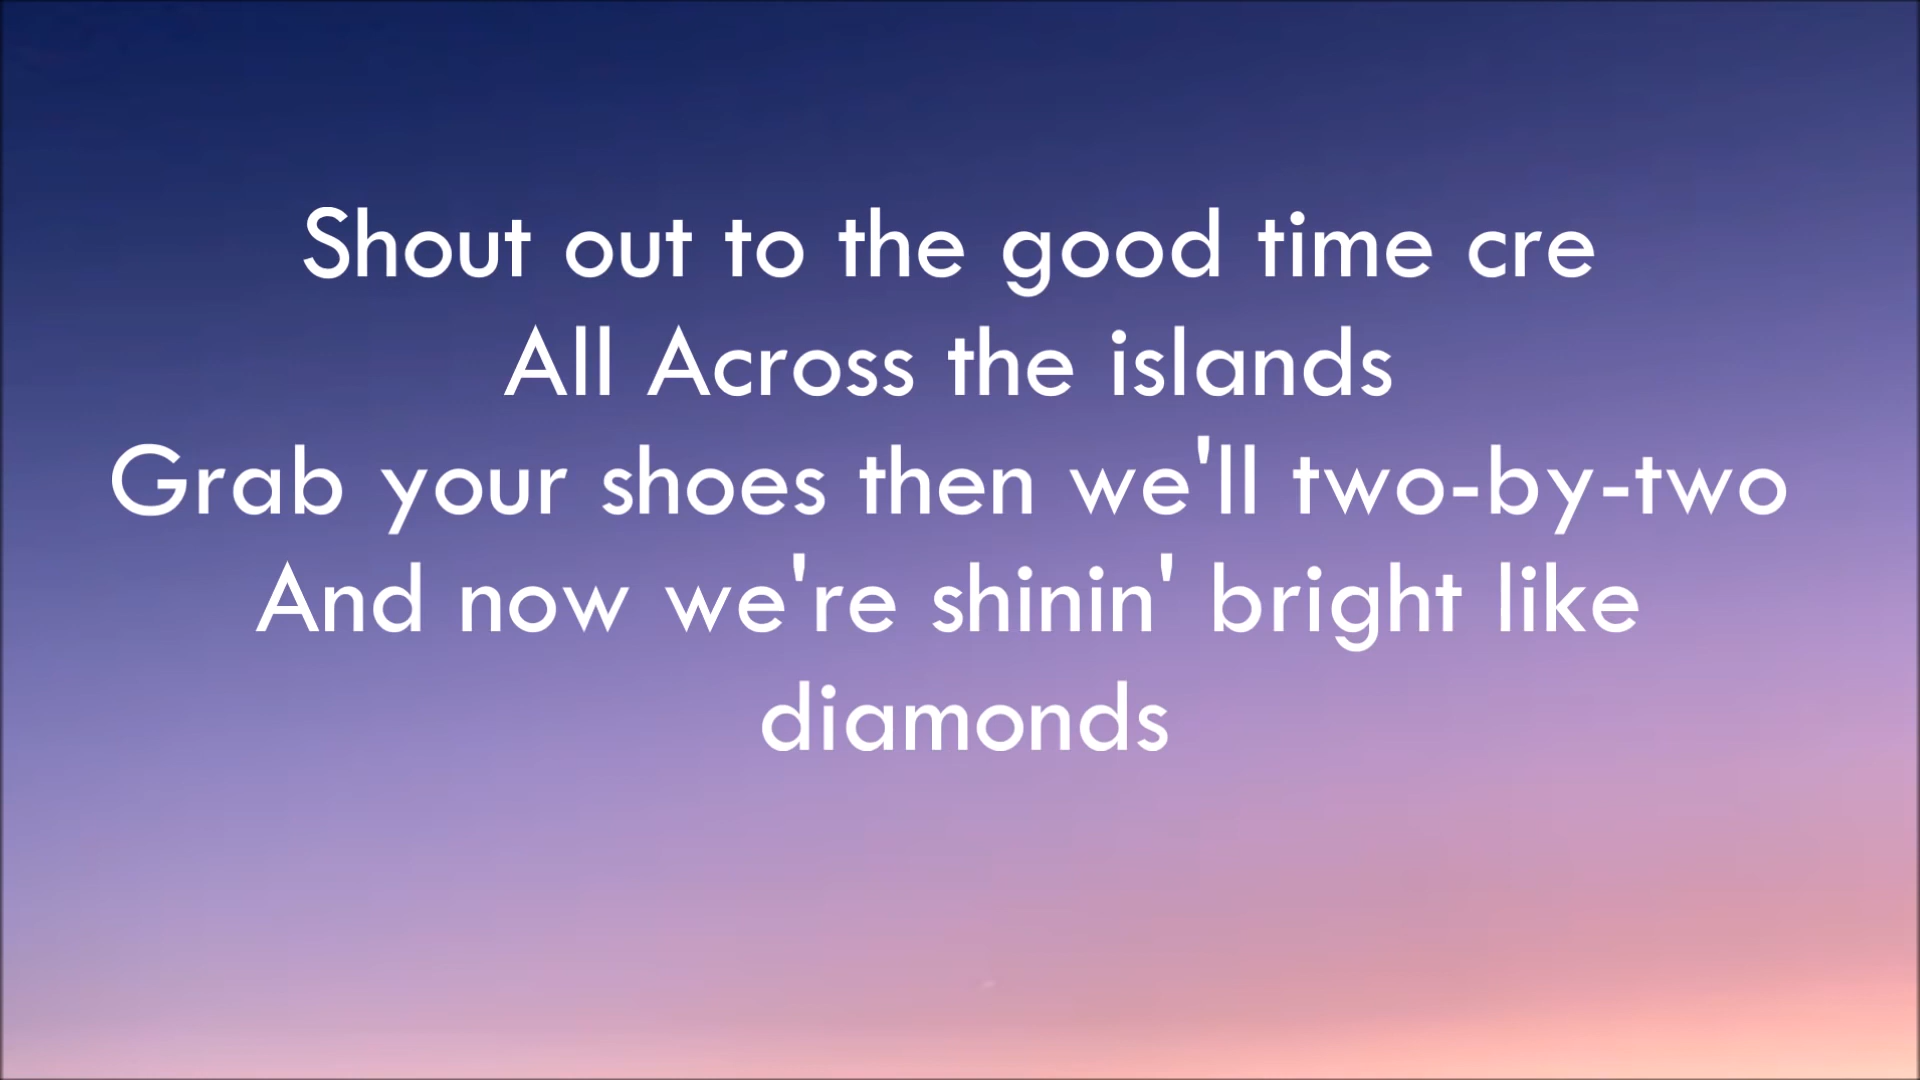 Shout out to the good time cre
All Across the islands
Grab your shoes then we'll two-by-two
And now we're shinin' bright like
diamonds